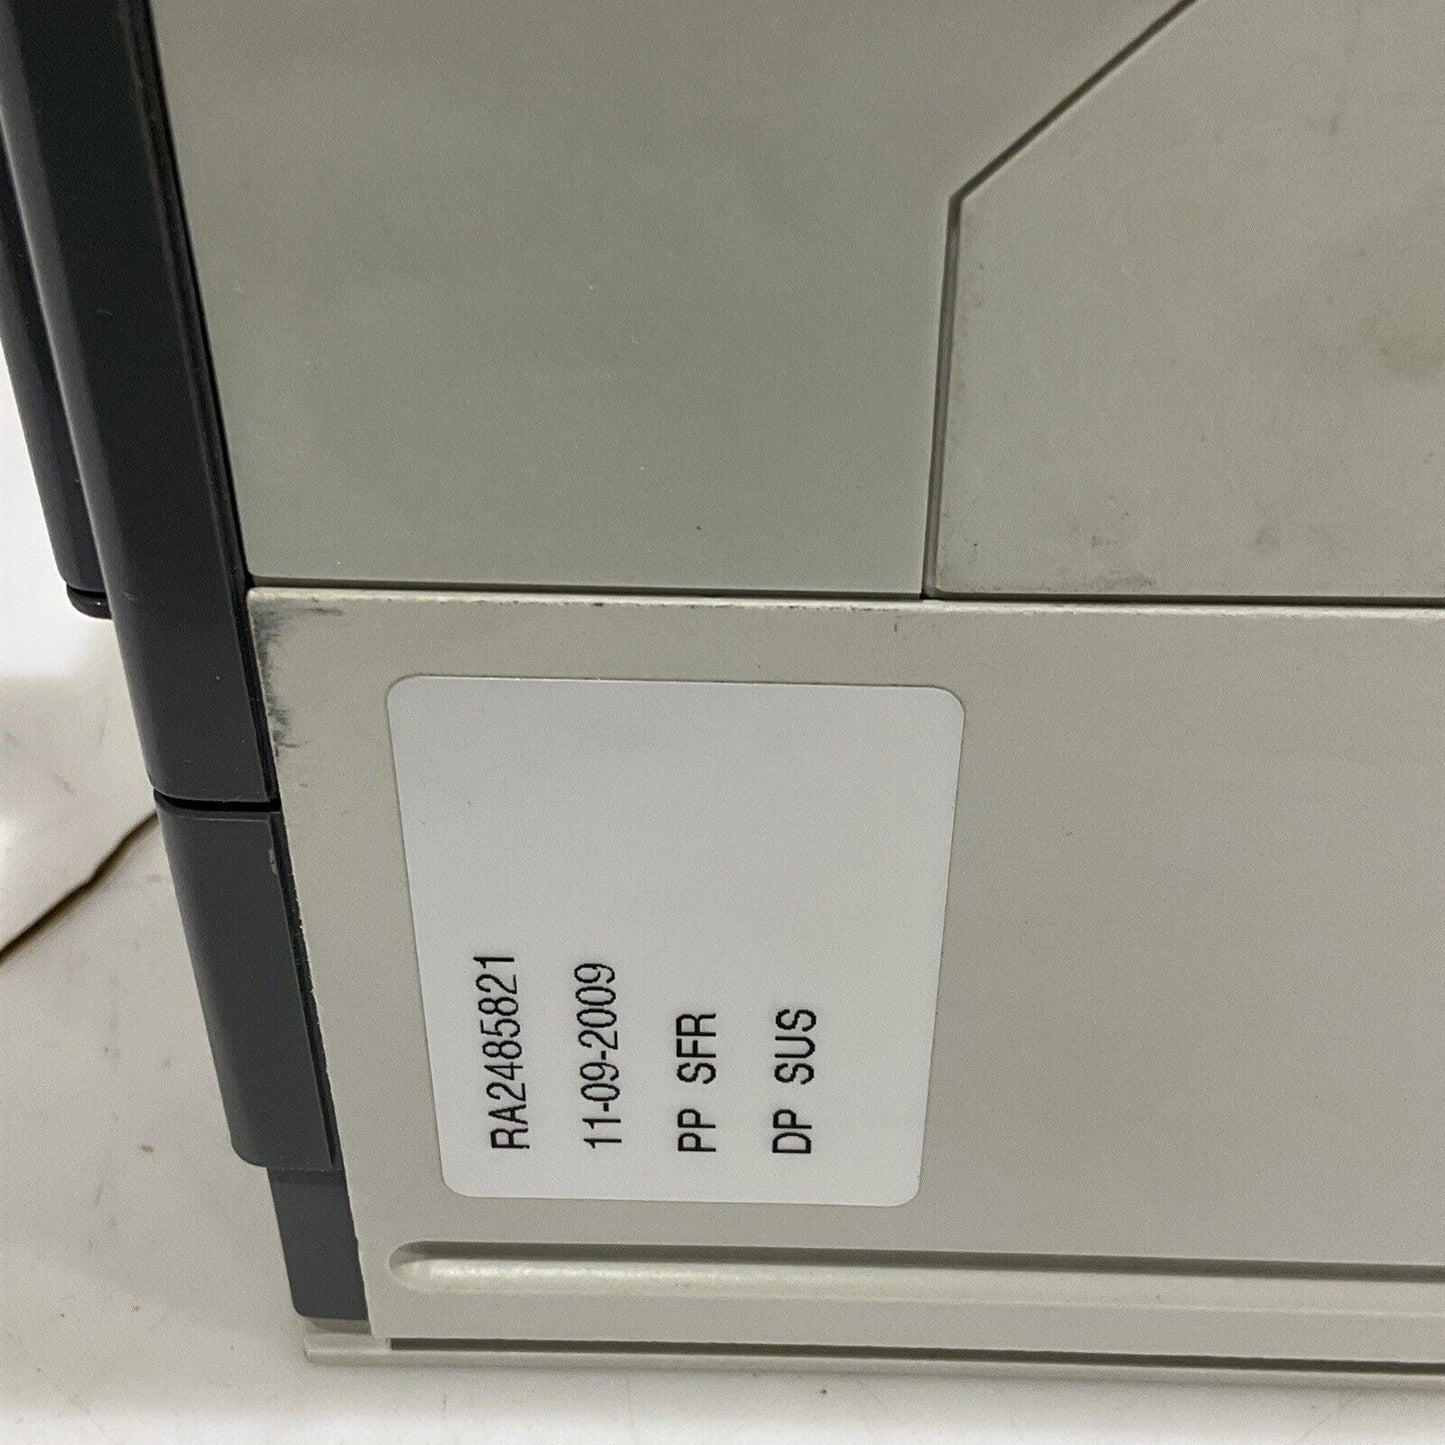 RA2485821
11-09-2009
PP SFR
DP SUS